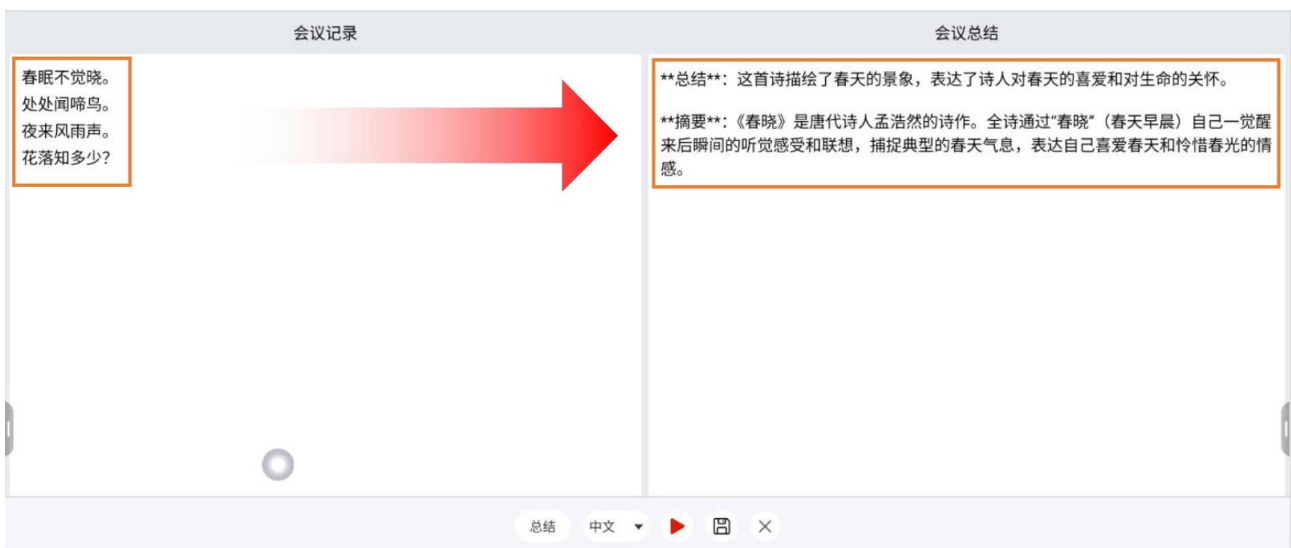 会议记录
会议总结
春眠不觉晓。
处处闻啼鸟。
夜来风雨声。
花落知多少？
**总结**：这首诗描绘了春天的景象，表达了诗人对春天的喜爱和对生命的关怀。
**摘要**：《春晓》是唐代诗人孟浩然的诗作。全诗通过“春晓”（春天早晨）自己一觉醒
来后瞬间的听觉感受和联想，捕捉典型的春天气息，表达自己喜爱春天和怜惜春光的情
感。
总结
中文